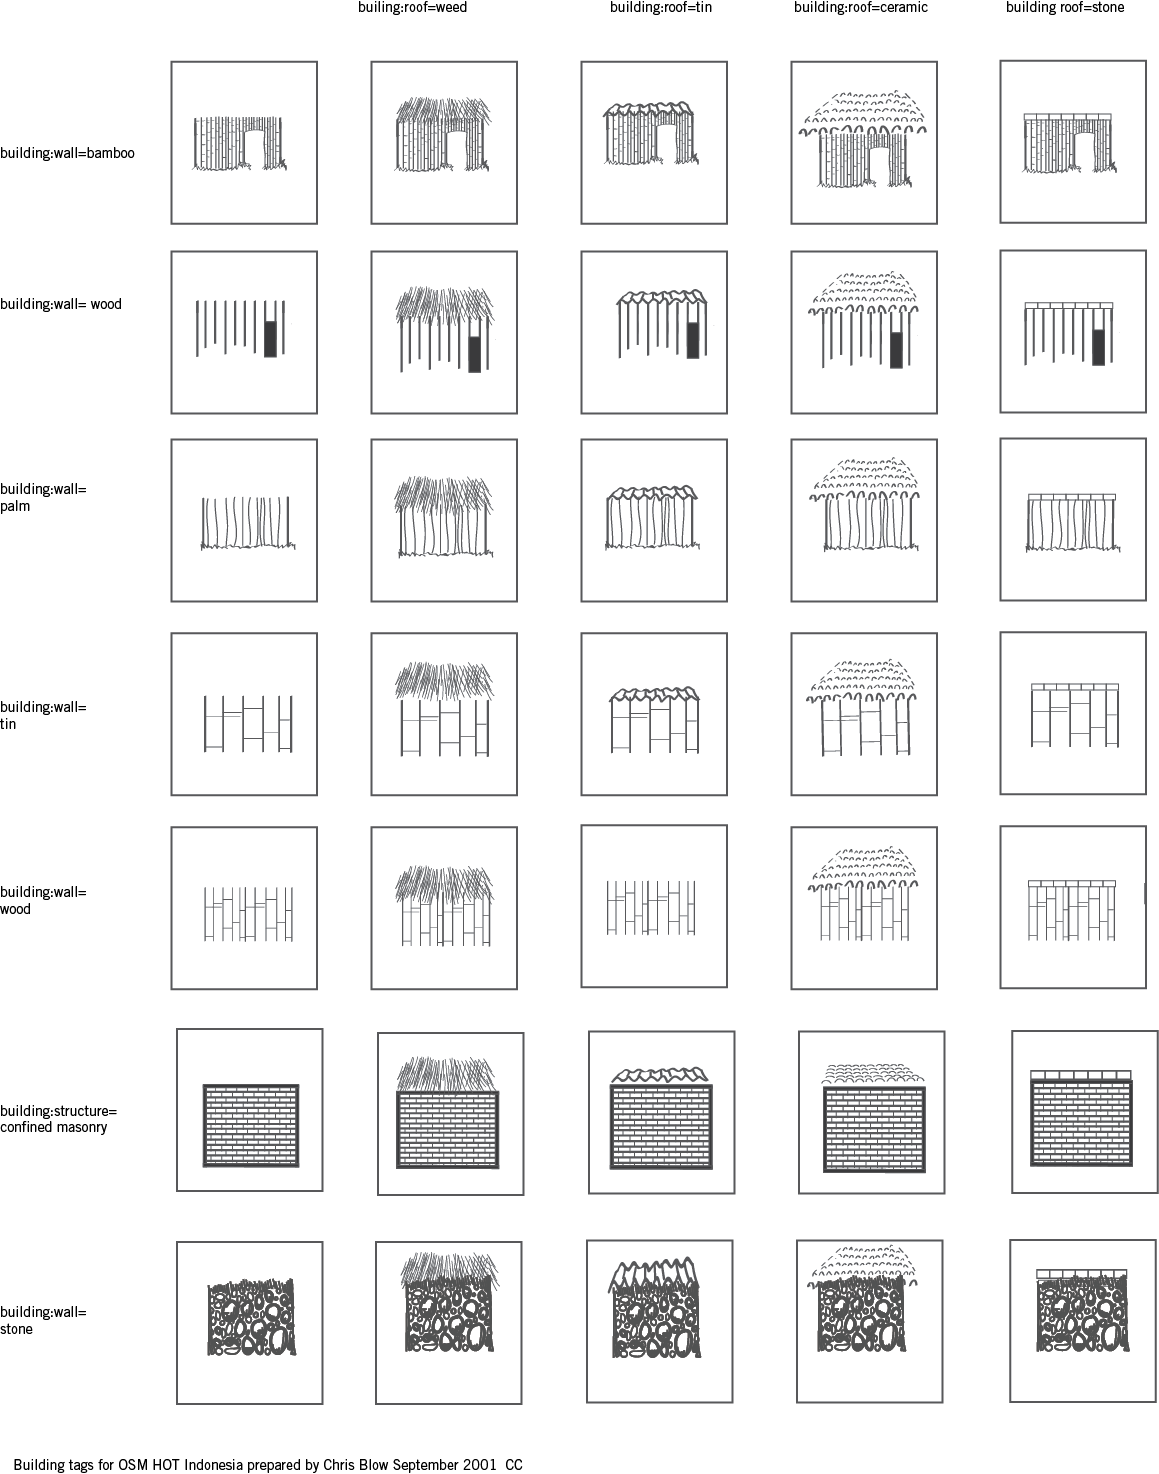 builing:roof=weed
building:roof=tin
building:roof=ceramic
building roof=stone
building:wall=bamboo
building:wall= wood
building:wall=
palm
building:wall=
tin
building:wall=
wood
building:structure=
confined masonry
building:wall=
stone
Building tags for OSM HOT Indonesia prepared by Chris Blow September 2001 CC